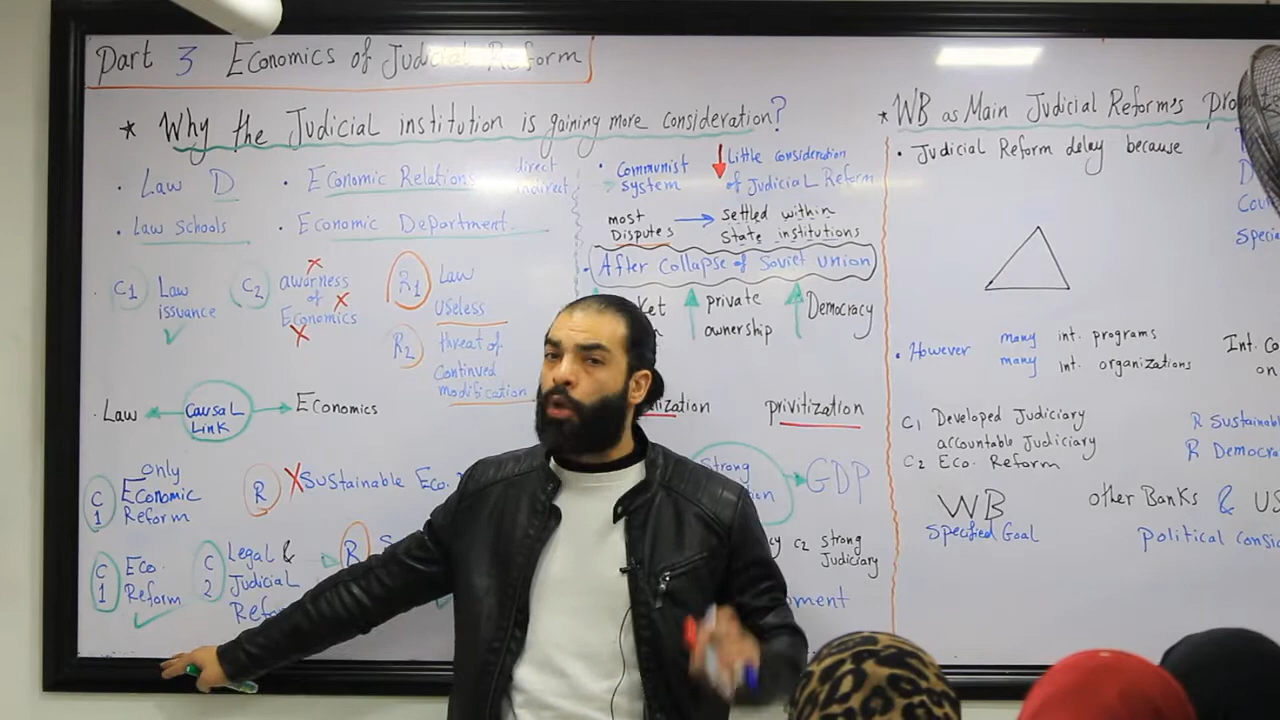 Part 3 Economics of Judicial Reform
* Why the Judicial institution is gaining more consideration?
· Law D
· Economic Relations
direct
indirect
· Law Schools
· Economic Department
C1 Law
issuance
C2 awarness
of
Economics
R1 Law
Useless
R2 threat of
Continued
modification
· Law
Causal
Link
Economics
C1 only
Economic
Reform
R X Sustainable Eco.
C1 Eco.
Reform
C2 Legal &
Judicial
R
· Communist
system
Little consideration
of Judicial Reform
most
Disputes
settled within
State institutions
· After collapse of Soviet union
private
ownership
Democracy
privitization
Strong
GDP
C2 strong
Judiciary
* WB as Main Judicial Reform's
· Judicial Reform delay because
· However
many int. programs
many int. organizations
Int.
on
C1 Developed Judiciary
accountable Judiciary
C2 Eco. Reform
R
R
WB
Specified Goal
other Banks &
Political